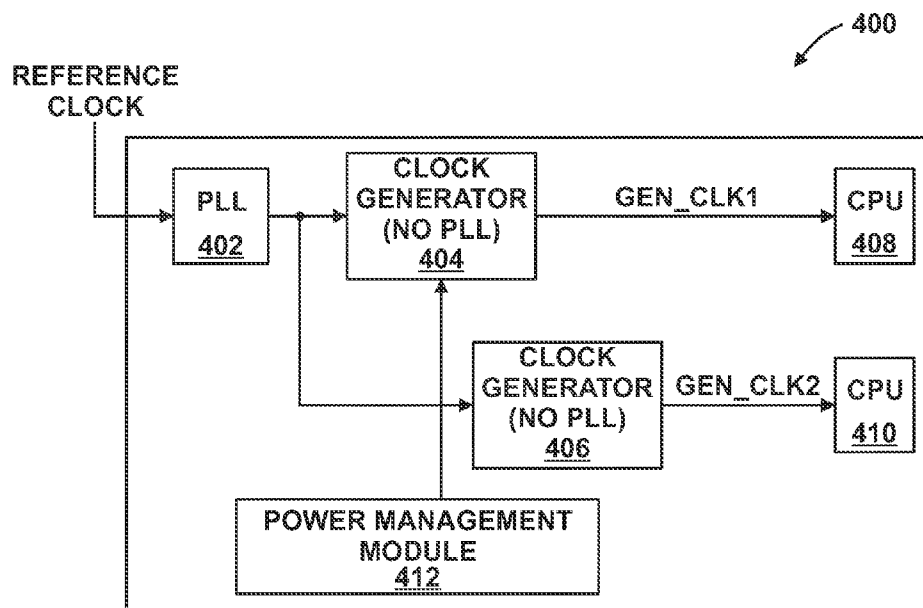 400
REFERENCE
CLOCK
PLL
402
CLOCK
GENERATOR
(NO PLL)
404
GEN_CLK1
CPU
408
CLOCK
GENERATOR
(NO PLL)
406
GEN_CLK2
CPU
410
POWER MANAGEMENT
MODULE
412